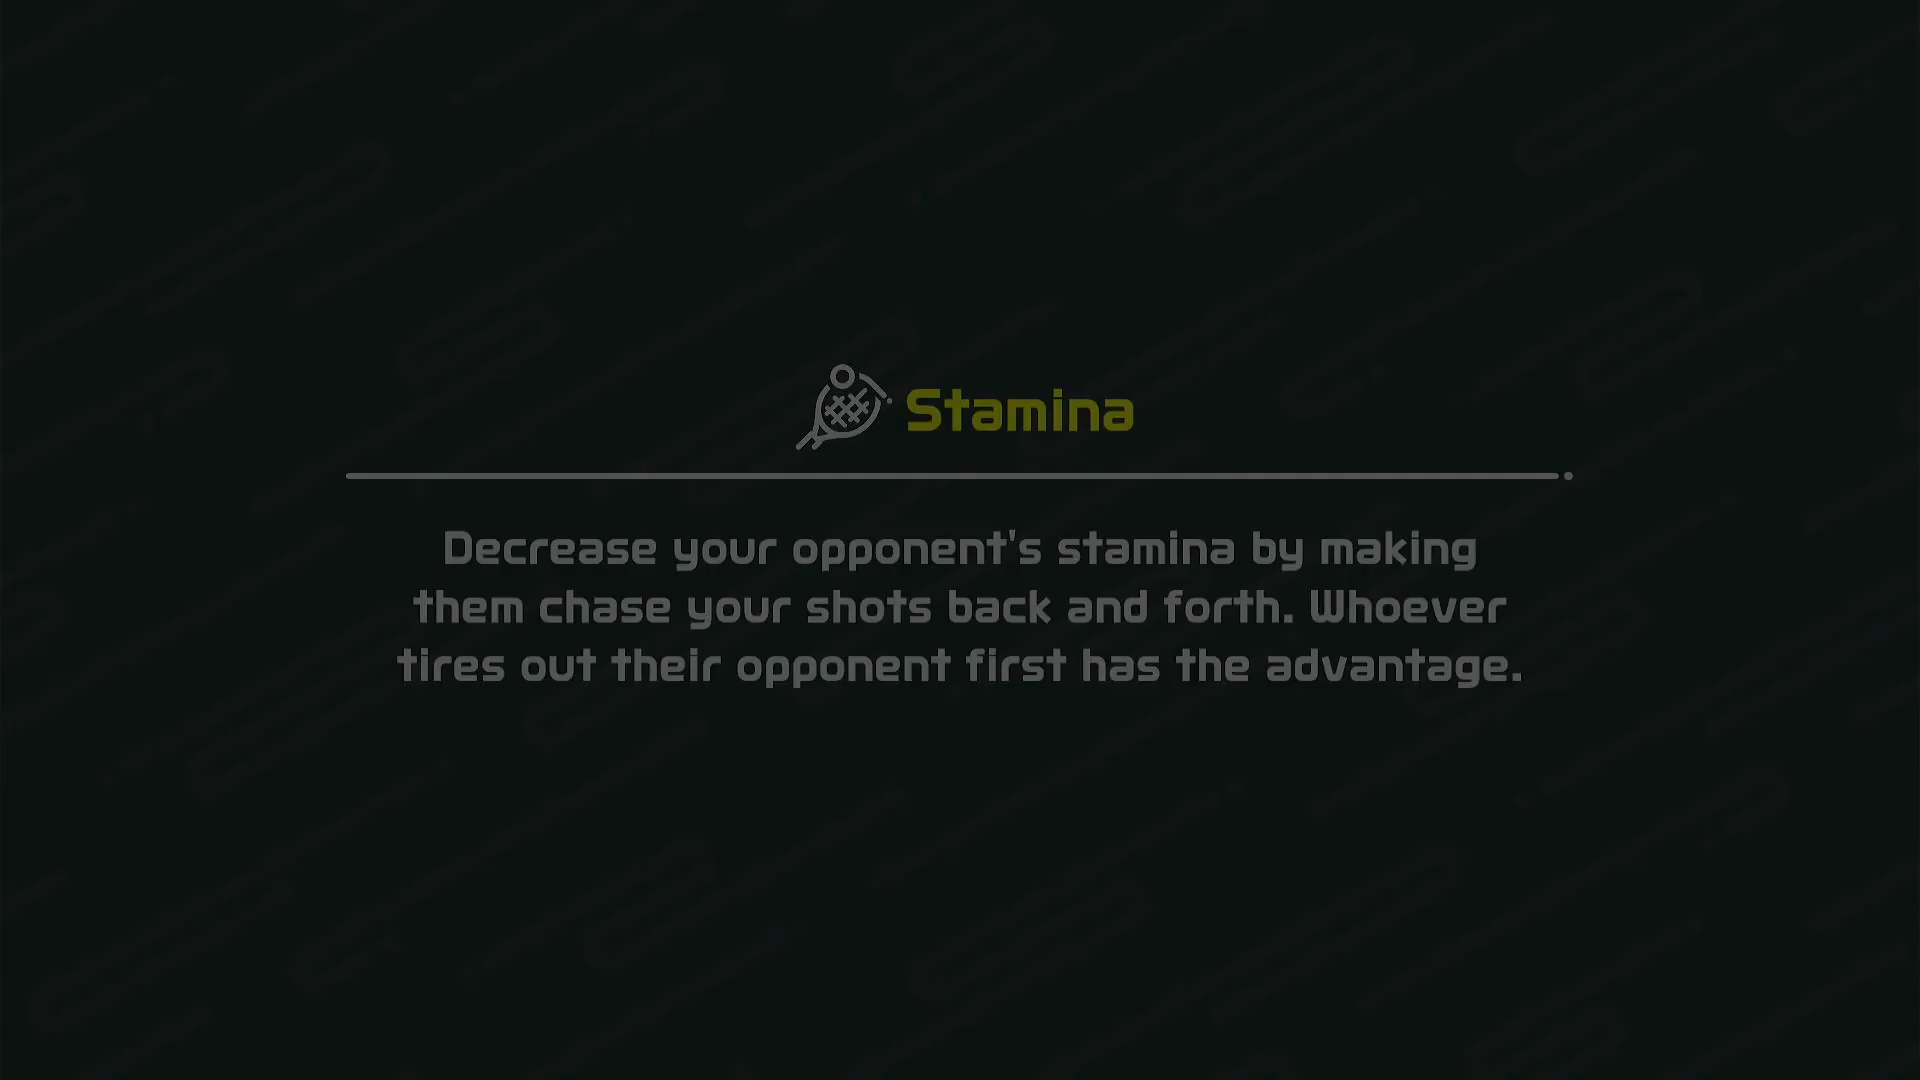 Stamina
Decrease your opponent's stamina by making
them chase your shots back and forth. Whoever
tires out their opponent first has the advantage.